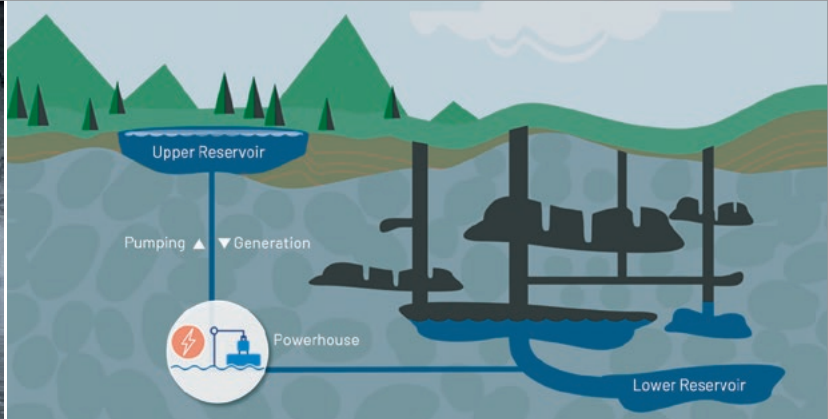 Upper Reservoir
Pumping ▲ ▼ Generation
Powerhouse
Lower Reservoir